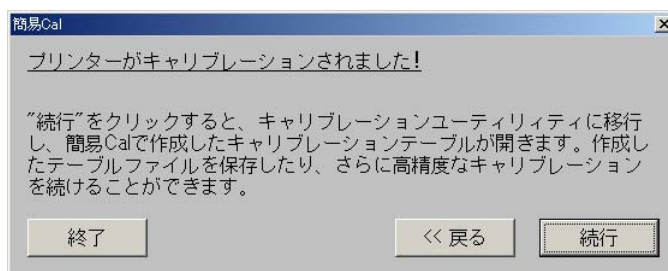 簡易Cal
プリンターがキャリブレーションされました!
"続行"をクリックすると、キャリブレーションユーティリィティに移行
し、簡易Calで作成したキャリブレーションテーブルが開きます。作成し
たテーブルファイルを保存したり、さらに高精度なキャリブレーション
を続けることができます。
終了
<< 戻る
続行